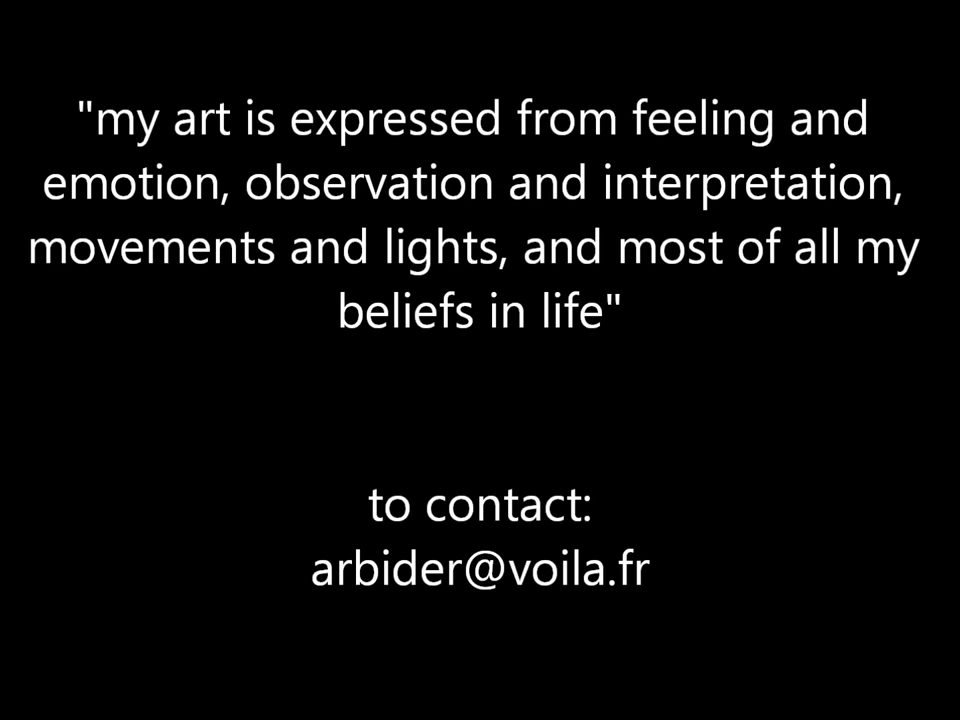 "my art is expressed from feeling and
emotion, observation and interpretation,
movements and lights, and most of all my
beliefs in life"
to contact:
arbider@voila.fr